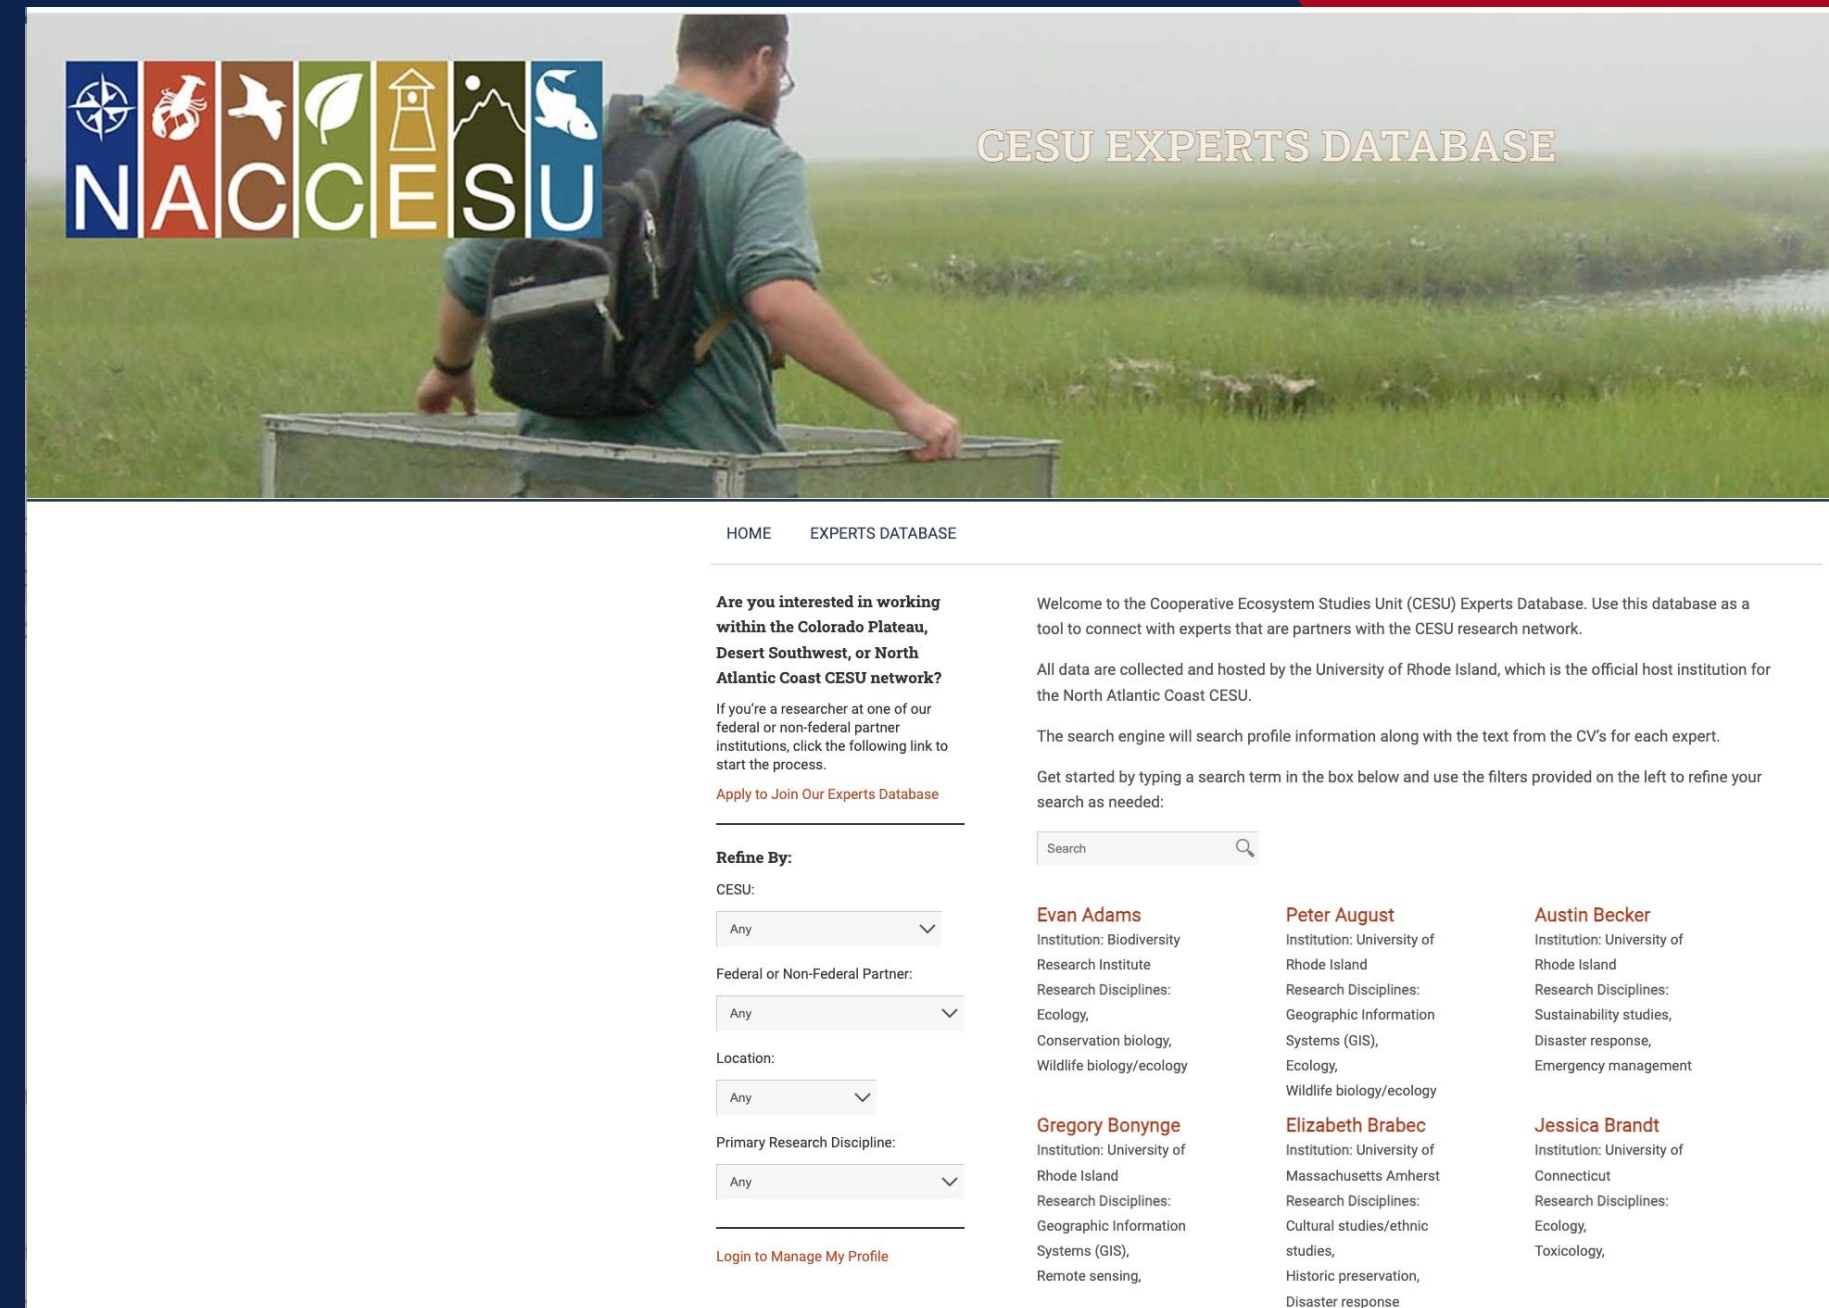 NACCESU
CESU EXPERTS DATABASE
HOME EXPERTS DATABASE
Are you interested in working
within the Colorado Plateau,
Desert Southwest, or North
Atlantic Coast CESU network?
If you're a researcher at one of our
federal or non-federal partner
institutions, click the following link to
start the process.
Apply to Join Our Experts Database
Refine By:
CESU:
Any
Federal or Non-Federal Partner:
Any
Location:
Any
Primary Research Discipline:
Any
Login to Manage My Profile
Welcome to the Cooperative Ecosystem Studies Unit (CESU) Experts Database. Use this database as a
tool to connect with experts that are partners with the CESU research network.
All data are collected and hosted by the University of Rhode Island, which is the official host institution for
the North Atlantic Coast CESU.
The search engine will search profile information along with the text from the CV's for each expert.
Get started by typing a search term in the box below and use the filters provided on the left to refine your
search as needed:
Search
Evan Adams
Institution: Biodiversity
Research Institute
Research Disciplines:
Ecology,
Conservation biology,
Wildlife biology/ecology
Peter August
Institution: University of
Rhode Island
Research Disciplines:
Geographic Information
Systems (GIS),
Ecology,
Wildlife biology/ecology
Austin Becker
Institution: University of
Rhode Island
Research Disciplines:
Sustainability studies,
Disaster response,
Emergency management
Gregory Bonynge
Institution: University of
Rhode Island
Research Disciplines:
Geographic Information
Systems (GIS),
Remote sensing,
Elizabeth Brabec
Institution: University of
Massachusetts Amherst
Research Disciplines:
Cultural studies/ethnic
studies,
Historic preservation,
Disaster response
Jessica Brandt
Institution: University of
Connecticut
Research Disciplines:
Ecology,
Toxicology,